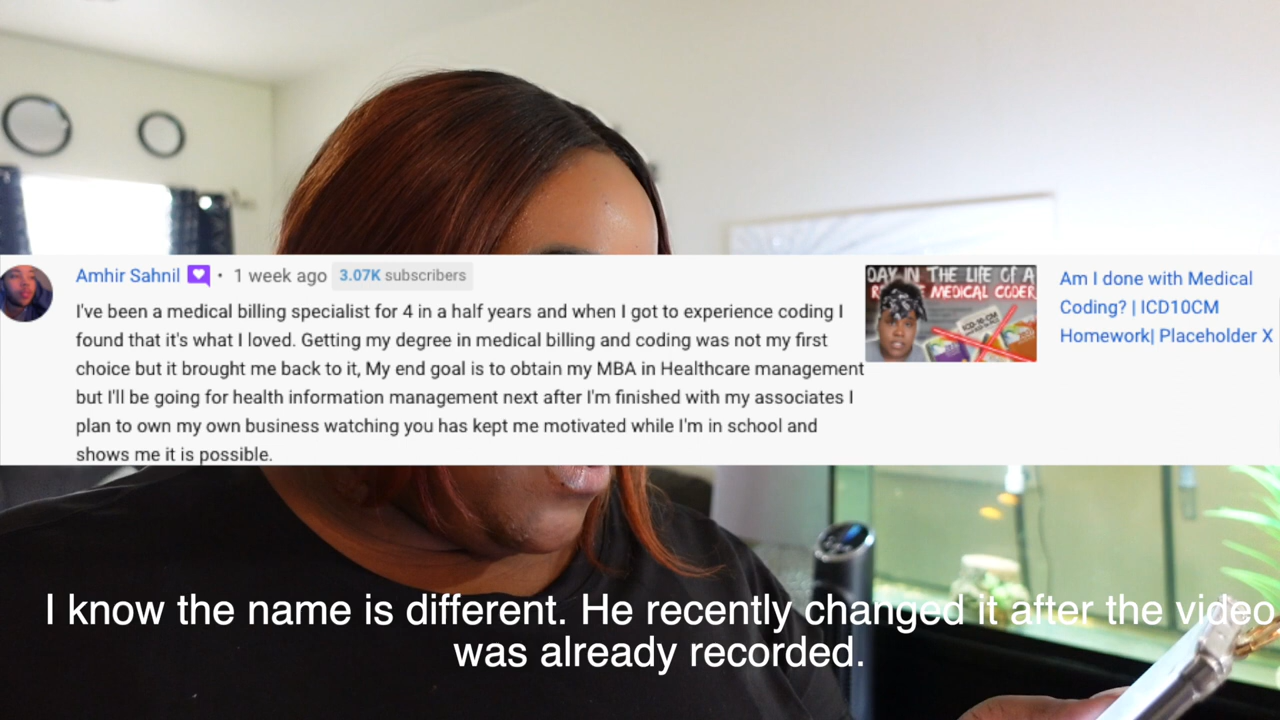 Amhir Sahnil · 1 week ago 3.07K subscribers
I've been a medical billing specialist for 4 in a half years and when I got to experience coding I
found that it's what I loved. Getting my degree in medical billing and coding was not my first
choice but it brought me back to it, My end goal is to obtain my MBA in Healthcare management
but I'll be going for health information management next after I'm finished with my associates I
plan to own my own business watching you has kept me motivated while I'm in school and
shows me it is possible.
DAY IN THE LIFE OF A
MEDICAL CODER
ICD-10-CM
Am I done with Medical
Coding? | ICD10CM
Homework| Placeholder X
I know the name is different. He recently changed it after the video
was already recorded.